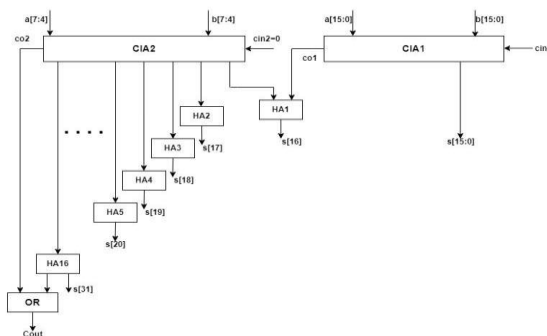 a[7:4] b[7:4] a[15:0] b[15:0]
co2 CIA2 cin2=0 co1 CIA1 cin
HA2 HA1
HA3 s[17] s[16] s[15:0]
HA4 s[18]
HA5 s[19]
s[20]
HA16
OR s[31]
Cout